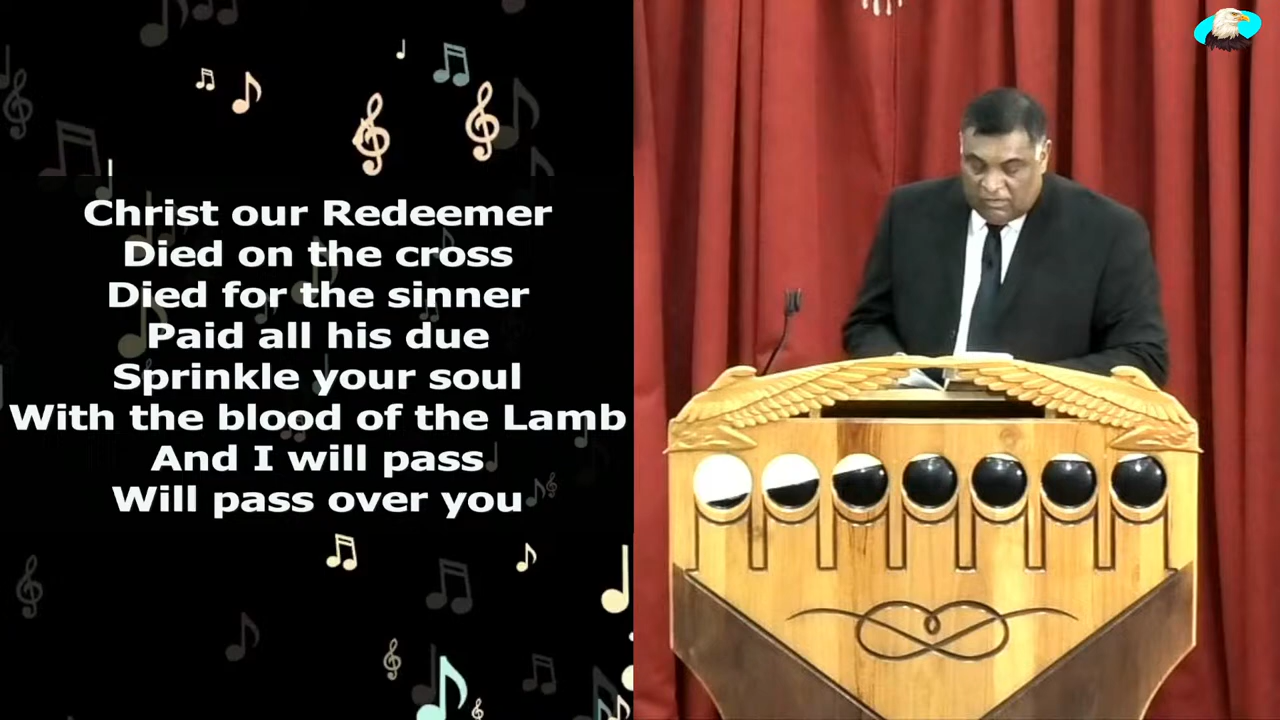 Christ our Redeemer
Died on the cross
Died for the sinner
Paid all his due
Sprinkle your soul
With the blood of the Lamb
And I will pass
Will pass over you